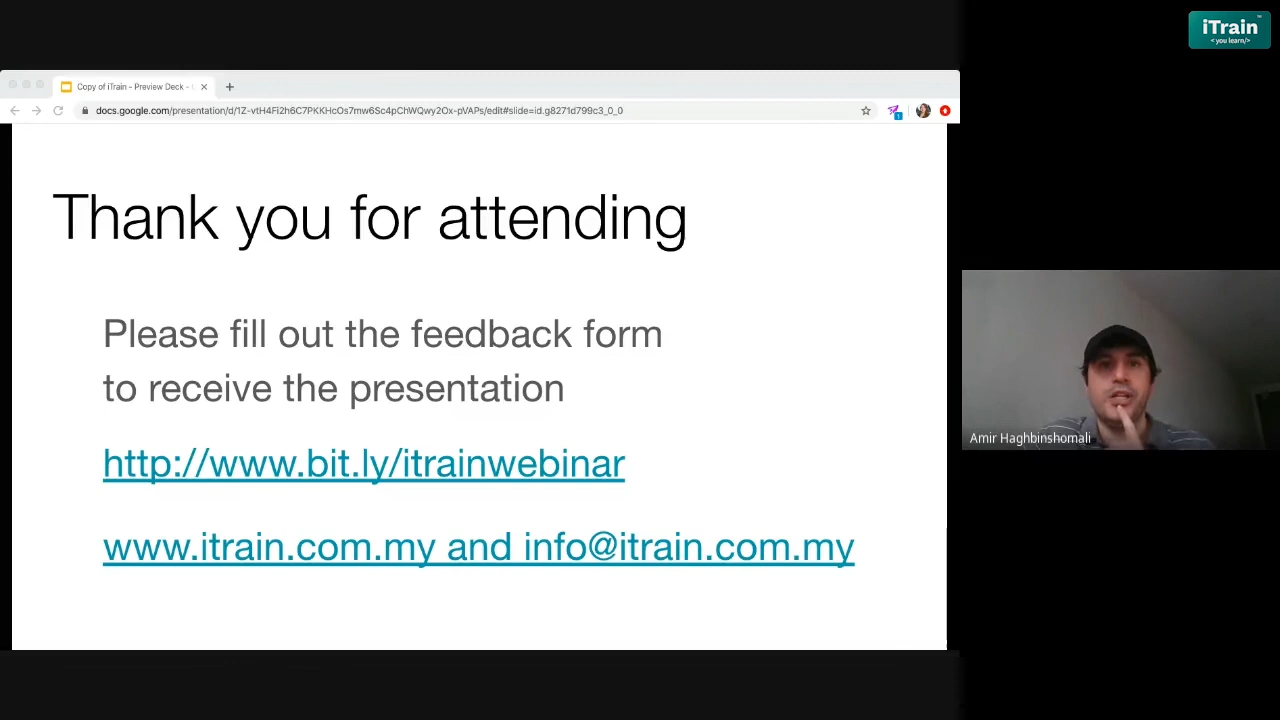 iTrain
< you learn/>
Copy of iTrain - Preview Deck -
docs.google.com/presentation/d/1Z-vtH4Fi2h6C7PKKHcOs7mw6Sc4pChWQwy2Ox-pVAPs/edit#slide=id.g8271d799c3_0_0
Thank you for attending
Please fill out the feedback form
to receive the presentation
http://www.bit.ly/itrainwebinar
www.itrain.com.my and info@itrain.com.my
Amir Haghbinshomali